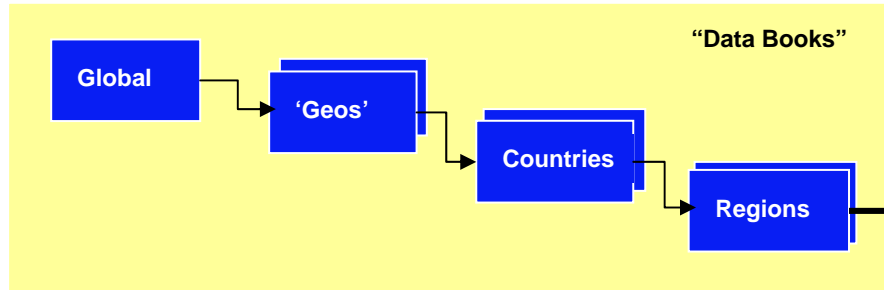 “Data Books”
Global
‘Geos’
Countries
Regions